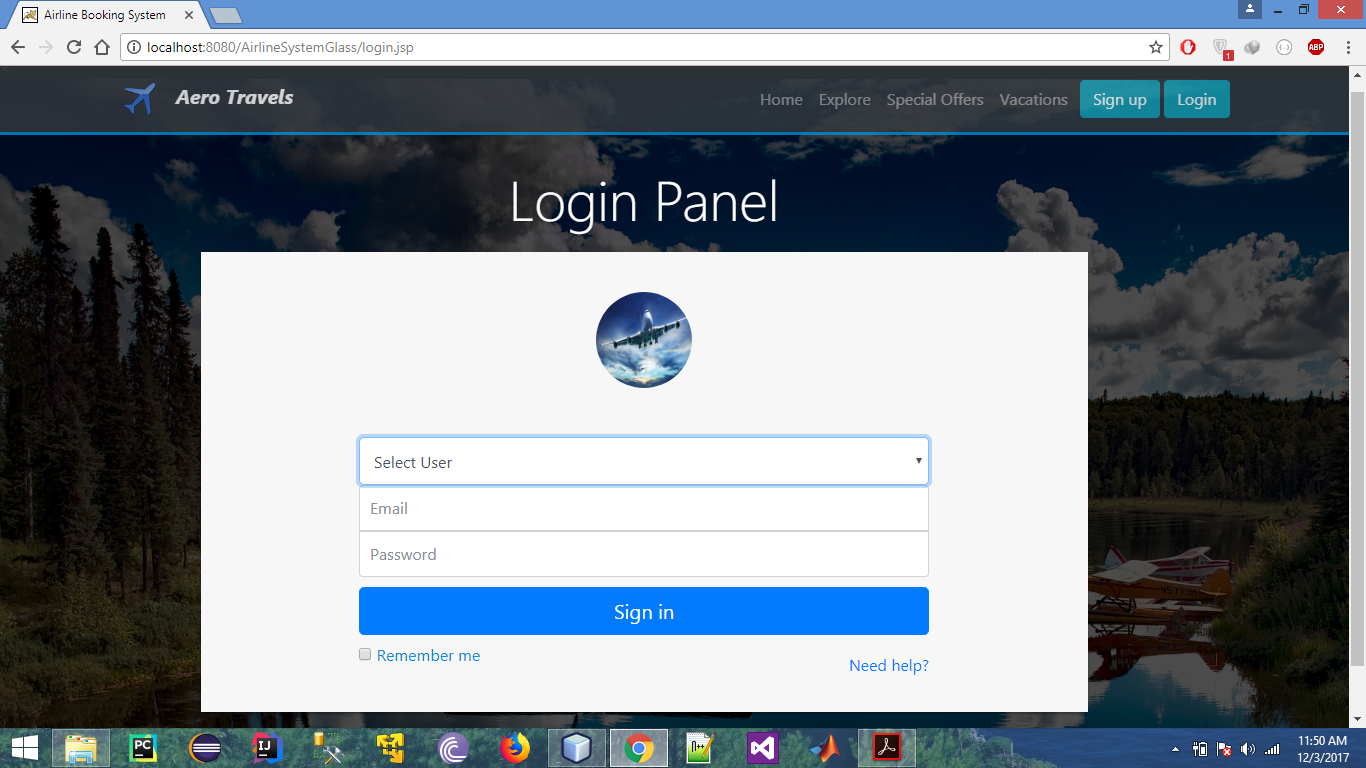 Airline Booking System
localhost:8080/AirlineSystemGlass/login.jsp
1
ABP
Aero Travels
Home Explore Special Offers Vacations Sign up Login
Login Panel
Select User
Email
Password
Sign in
Remember me
Need help?
PC
IJ
11:50 AM
12/3/2017